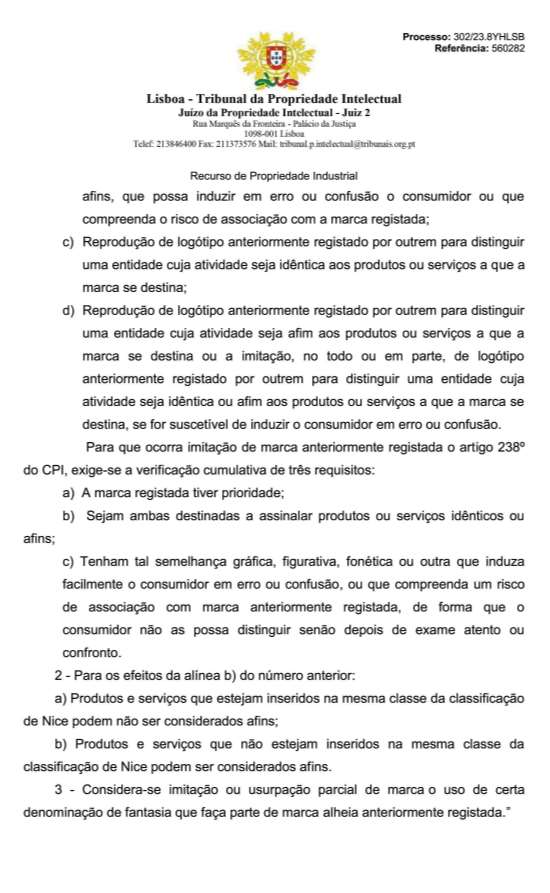 Processo: 302/23.8YHLSB
Referência: 560282
Lisboa - Tribunal da Propriedade Intelectual
Juízo da Propriedade Intelectual - Juiz 2
Rua Marquês da Fronteira - Palácio da Justiça
1098-001 Lisboa
Telef: 213846400 Fax: 211373576 Mail: tribunal.p.intelectual@tribunais.org.pt
Recurso de Propriedade Industrial
afins, que possa induzir em erro ou confusão o consumidor ou que
compreenda o risco de associação com a marca registada;
c) Reprodução de logótipo anteriormente registado por outrem para distinguir
uma entidade cuja atividade seja idêntica aos produtos ou serviços a que a
marca se destina;
d) Reprodução de logótipo anteriormente registado por outrem para distinguir
uma entidade cuja atividade seja afim aos produtos ou serviços a que a
marca se destina ou a imitação, no todo ou em parte, de logótipo
anteriormente registado por outrem para distinguir uma entidade cuja
atividade seja idêntica ou afim aos produtos ou serviços a que a marca se
destina, se for suscetível de induzir o consumidor em erro ou confusão.
Para que ocorra imitação de marca anteriormente registada o artigo 238º
do CPI, exige-se a verificação cumulativa de três requisitos:
a) A marca registada tiver prioridade;
b) Sejam ambas destinadas a assinalar produtos ou serviços idênticos ou
afins;
c) Tenham tal semelhança gráfica, figurativa, fonética ou outra que induza
facilmente o consumidor em erro ou confusão, ou que compreenda um risco
de associação com marca anteriormente registada, de forma que o
consumidor não as possa distinguir senão depois de exame atento ou
confronto.
2 - Para os efeitos da alínea b) do número anterior:
a) Produtos e serviços que estejam inseridos na mesma classe da classificação
de Nice podem não ser considerados afins;
b) Produtos e serviços que não estejam inseridos na mesma classe da
classificação de Nice podem ser considerados afins.
3 - Considera-se imitação ou usurpação parcial de marca o uso de certa
denominação de fantasia que faça parte de marca alheia anteriormente registada.”